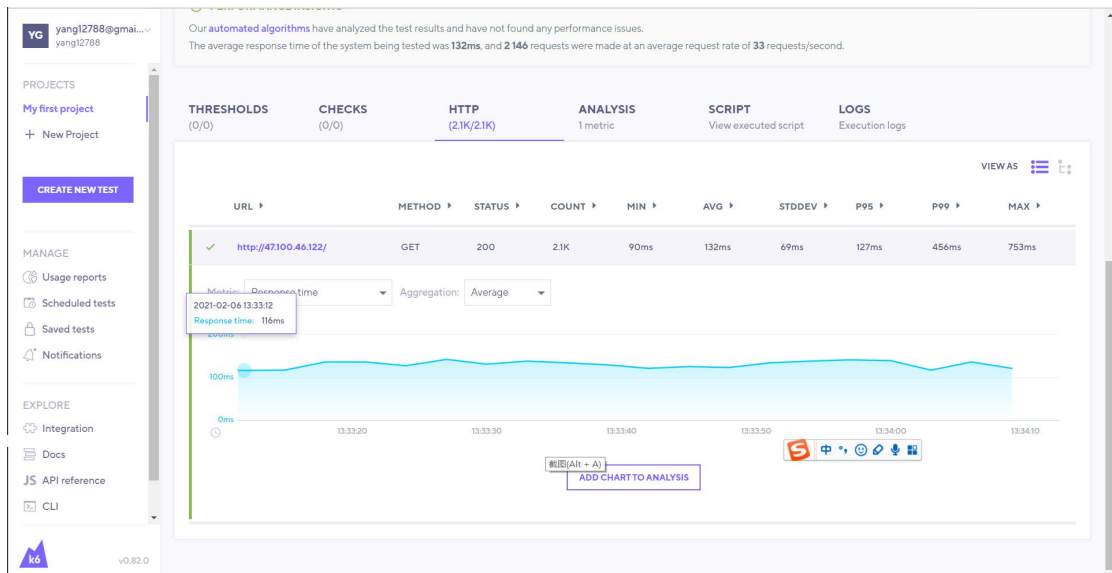 PERFORMANCE INSIGHTS
Our automated algorithms have analyzed the test results and have not found any performance issues.
The average response time of the system being tested was 132ms, and 2 146 requests were made at an average request rate of 33 requests/second.
YG
yang12788@gmai...
yang12788
PROJECTS
My first project
+ New Project
CREATE NEW TEST
MANAGE
Usage reports
Scheduled tests
Saved tests
Notifications
EXPLORE
Integration
Docs
JS API reference
CLI
k6
v0.82.0
THRESHOLDS CHECKS HTTP ANALYSIS SCRIPT LOGS
(0/0) (0/0) (2.1K/2.1K) 1 metric View executed script Execution logs
VIEW AS
URL METHOD STATUS COUNT MIN AVG STDDEV P95 P99 MAX
http://47.100.46.122/ GET 200 2.1K 90ms 132ms 69ms 127ms 456ms 753ms
Metric: Response time Aggregation: Average
2021-02-06 13:33:12
Response time: 116ms
200ms
100ms
0ms
13:33:20 13:33:30 13:33:40 13:33:50 13:34:00 13:34:10
S 中
截图(Alt + A)
ADD CHART TO ANALYSIS